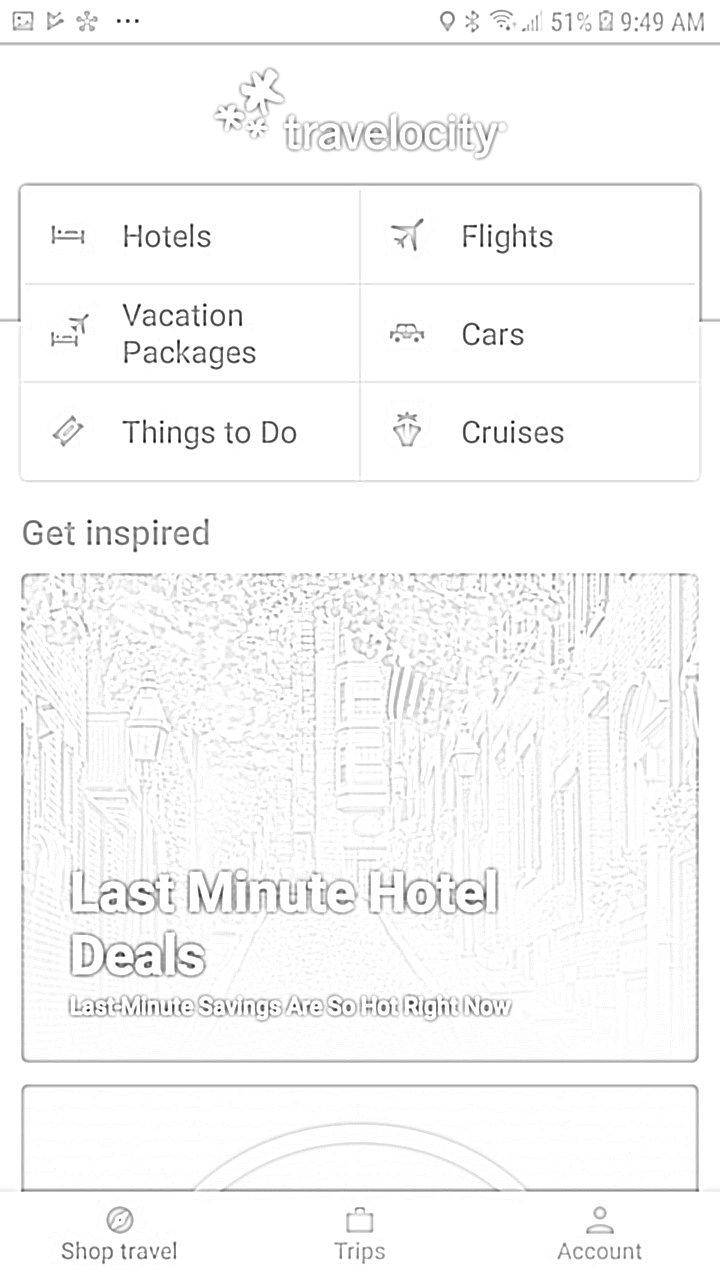 51% 9:49 AM
travelocity
Hotels
Flights
Vacation
Packages
Cars
Things to Do
Cruises
Get inspired
Last Minute Hotel
Deals
Last-Minute Savings Are So Hot Right Now
Shop travel
Trips
Account